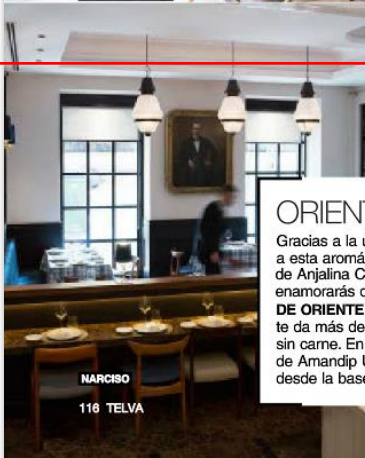 ORIENT
Gracias a la u
a esta aromá
de Anjalina C
enamorarás d
DE ORIENTE
te da más de
sin carne. En
de Amandip U
desde la base
NARCISO
116 TELVA